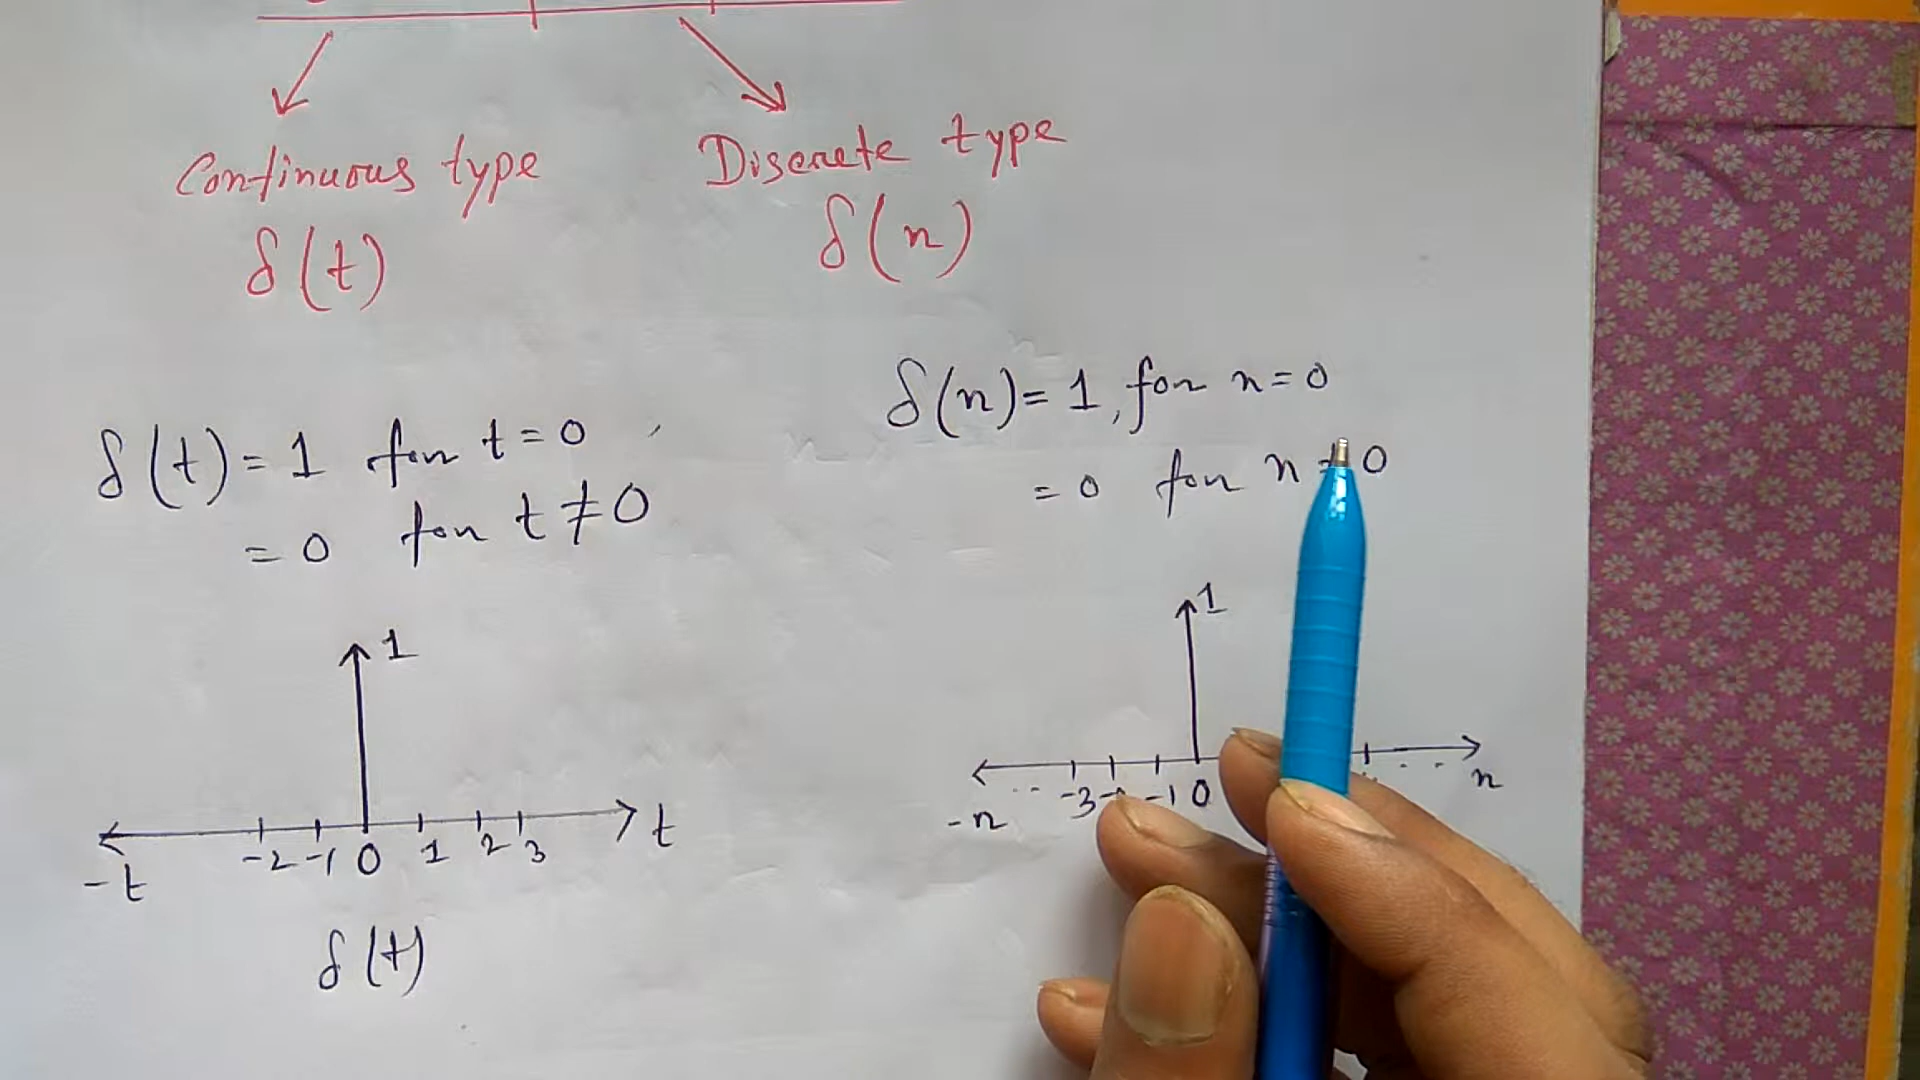 Continuous type
δ(t)
Discrete type
δ(n)
δ(t) = 1 for t = 0
= 0 for t ≠ 0
1
-2 -1 0 1 2 3
-t
t
δ(t)
δ(n) = 1, for n = 0
= 0 for n ≠ 0
1
.. -3 -1 0 . . .
-n
n